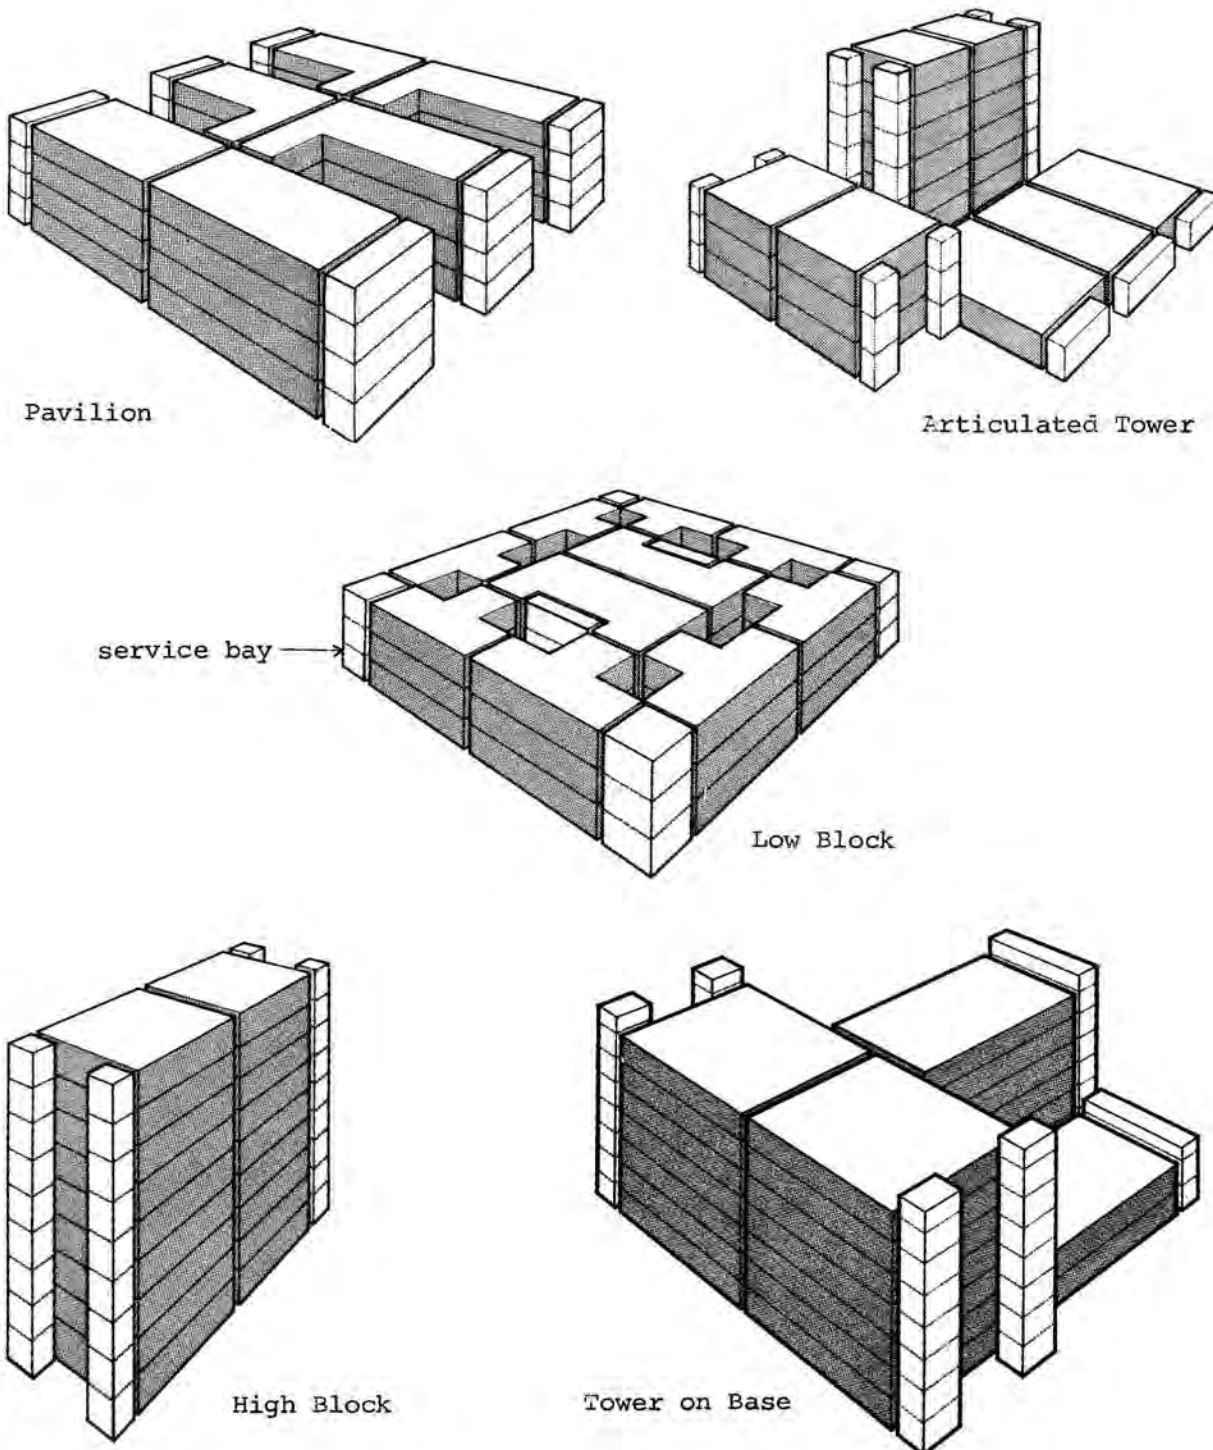 Pavilion
Articulated Tower
service bay
Low Block
High Block
Tower on Base